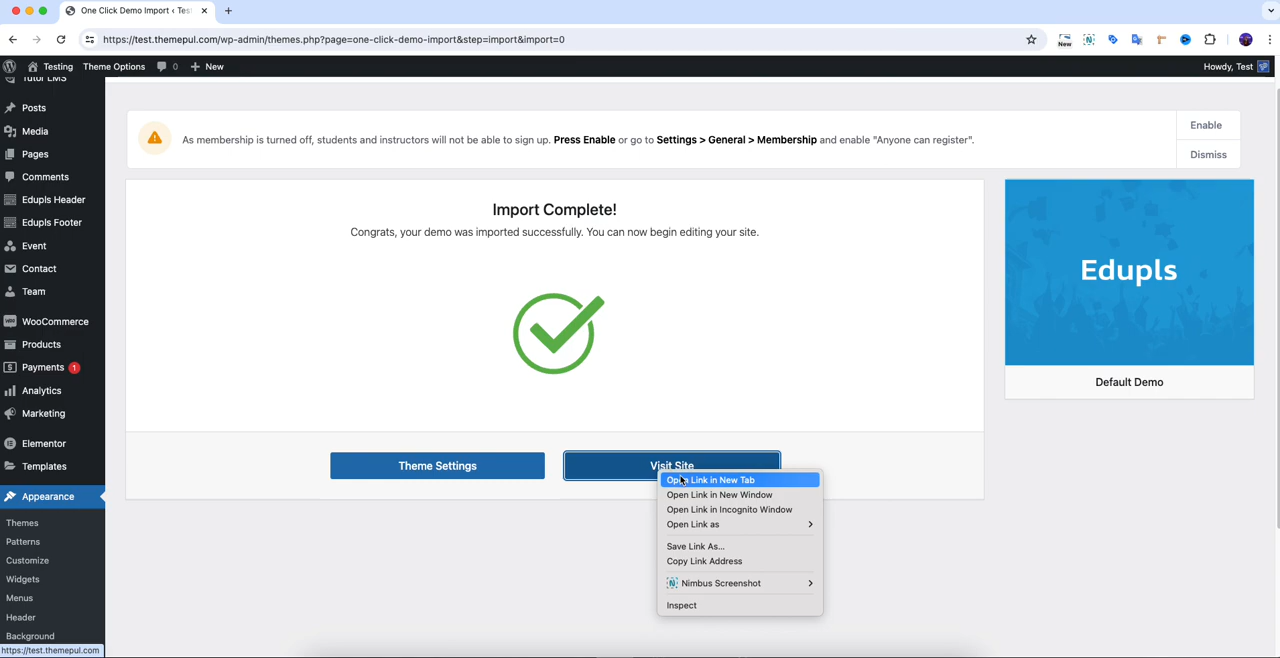 One Click Demo Import ‹ Tes
https://test.themepul.com/wp-admin/themes.php?page=one-click-demo-import&step=import&import=0
New
Testing
Theme Options
0
New
Howdy, Test
Tutor LMS
Posts
Media
Pages
Comments
Edupls Header
Edupls Footer
Event
Contact
Team
WooCommerce
Products
Payments 1
Analytics
Marketing
Elementor
Templates
Appearance
Themes
Patterns
Customize
Widgets
Menus
Header
Background
https://test.themepul.com
As membership is turned off, students and instructors will not be able to sign up. Press Enable or go to Settings > General > Membership and enable "Anyone can register".
Enable
Dismiss
Import Complete!
Congrats, your demo was imported successfully. You can now begin editing your site.
Theme Settings
Visit Site
Open Link in New Tab
Open Link in New Window
Open Link in Incognito Window
Open Link as
Save Link As...
Copy Link Address
N Nimbus Screenshot
Inspect
Edupls
Default Demo